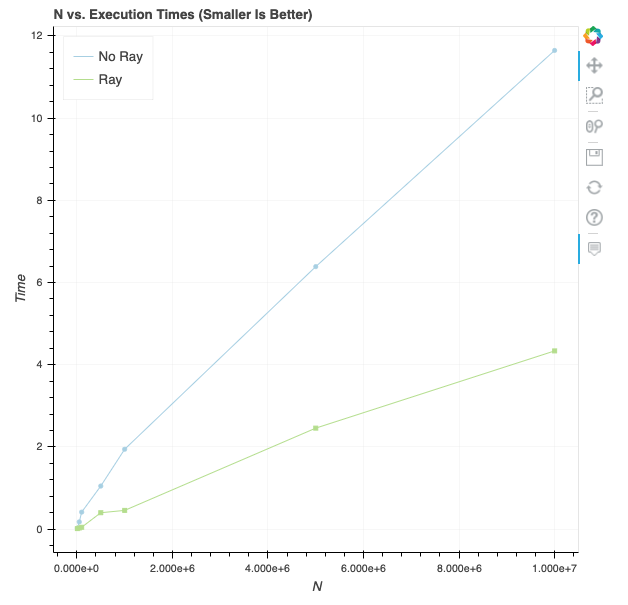 N vs. Execution Times (Smaller Is Better)
12
No Ray
Ray
10
8
6
Time
4
2
0
0.000e+0 2.000e+6 4.000e+6 6.000e+6 8.000e+6 1.000e+7
N
?